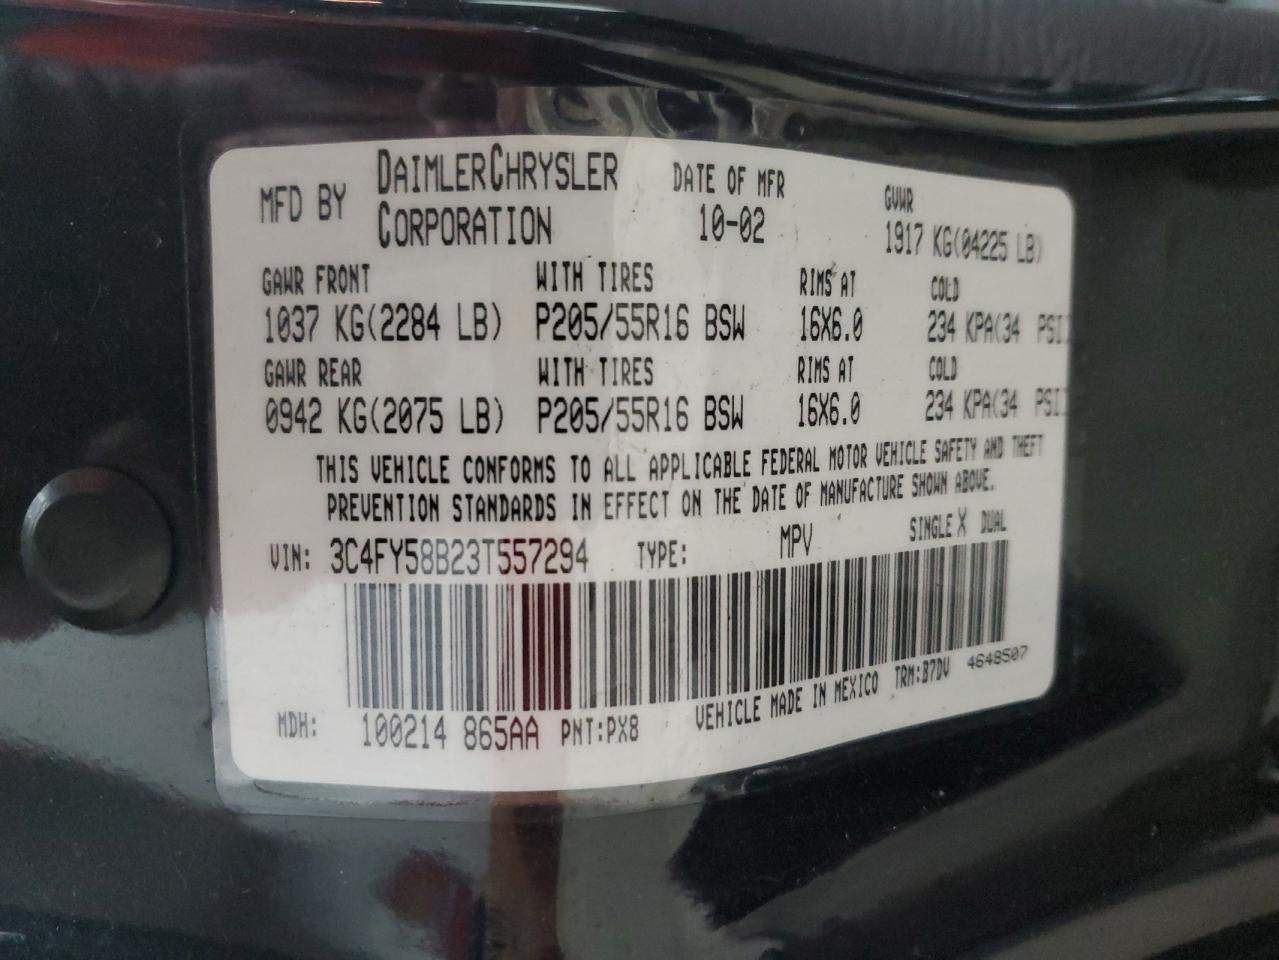 MFD BY DAIMLERCHRYSLER CORPORATION DATE OF MFR 10-02 GVWR 1917 KG(04225 LB)
GAWR FRONT WITH TIRES RIMS AT COLD
1037 KG(2284 LB) P205/55R16 BSW 16X6.0 234 KPA(34 PSI
GAWR REAR WITH TIRES RIMS AT COLD
0942 KG(2075 LB) P205/55R16 BSW 16X6.0 234 KPA(34 PSI
THIS VEHICLE CONFORMS TO ALL APPLICABLE FEDERAL MOTOR VEHICLE SAFETY AND THEFT
PREVENTION STANDARDS IN EFFECT ON THE DATE OF MANUFACTURE SHOWN ABOVE.
VIN: 3C4FY58B23T557294 TYPE: MPV SINGLE X DUAL
MDH: 100214 865AA PNT:PX8 VEHICLE MADE IN MEXICO TRM:B7DV 4648507